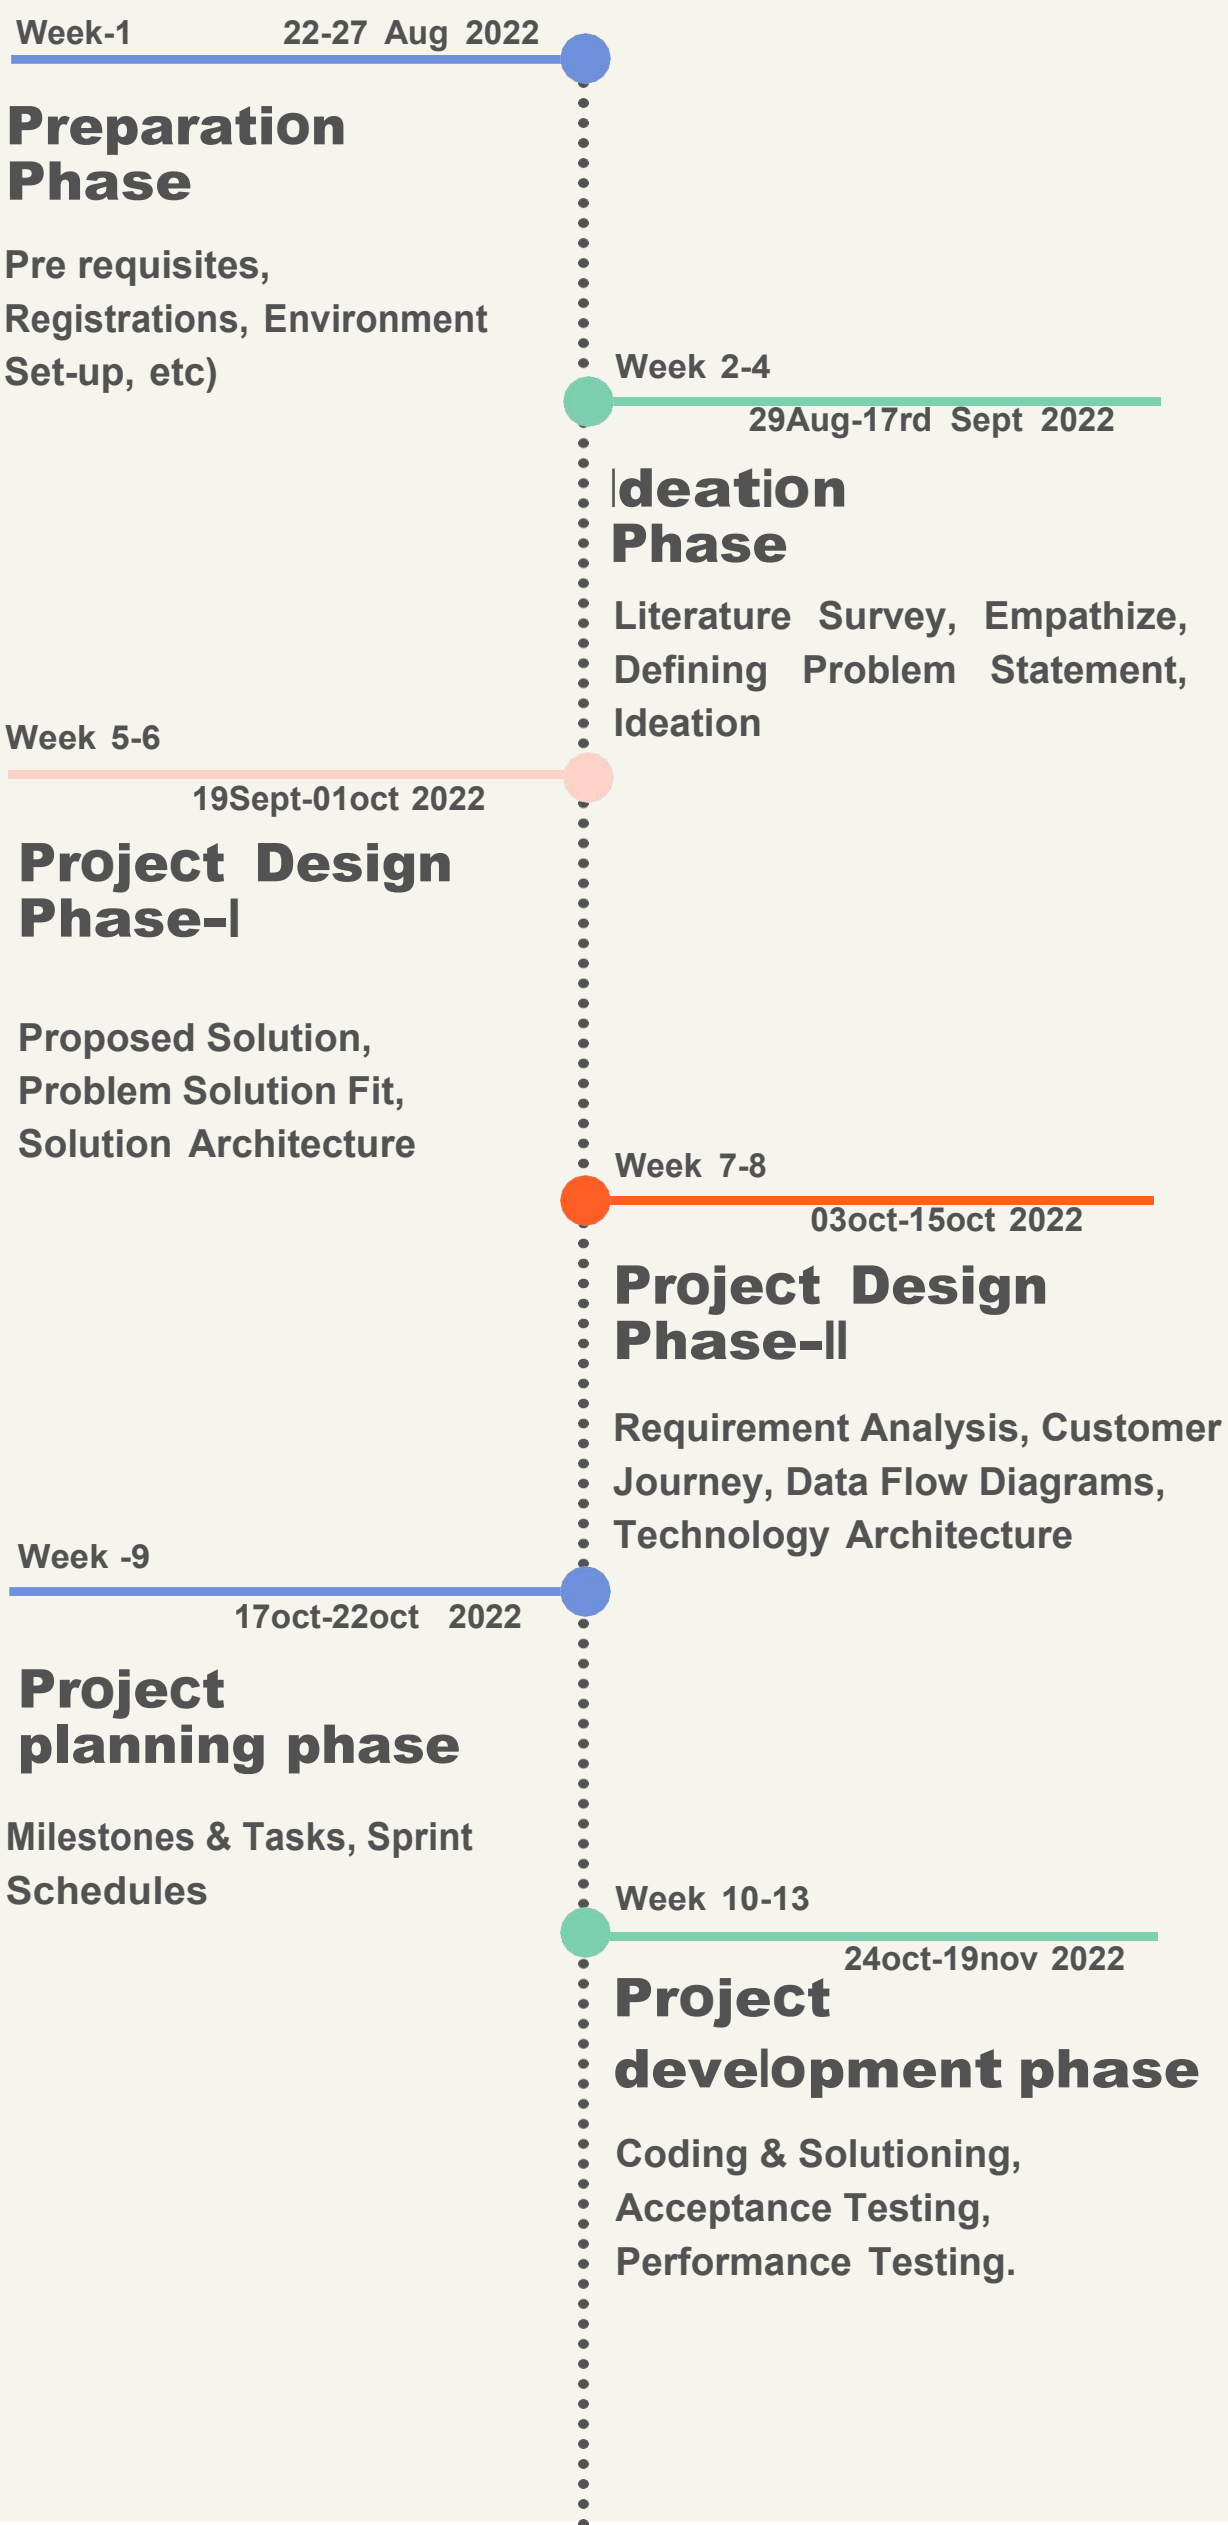 Week-1 22-27 Aug 2022
Preparation
Phase
Pre requisites,
Registrations, Environment
Set-up, etc)
Week 2-4
29Aug-17rd Sept 2022
Ideation
Phase
Literature Survey, Empathize,
Defining Problem Statement,
Ideation
Week 5-6
19Sept-01oct 2022
Project Design
Phase-I
Proposed Solution,
Problem Solution Fit,
Solution Architecture
Week 7-8
03oct-15oct 2022
Project Design
Phase-II
Requirement Analysis, Customer
Journey, Data Flow Diagrams,
Technology Architecture
Week -9
17oct-22oct 2022
Project
planning phase
Milestones & Tasks, Sprint
Schedules
Week 10-13
24oct-19nov 2022
Project
development phase
Coding & Solutioning,
Acceptance Testing,
Performance Testing.